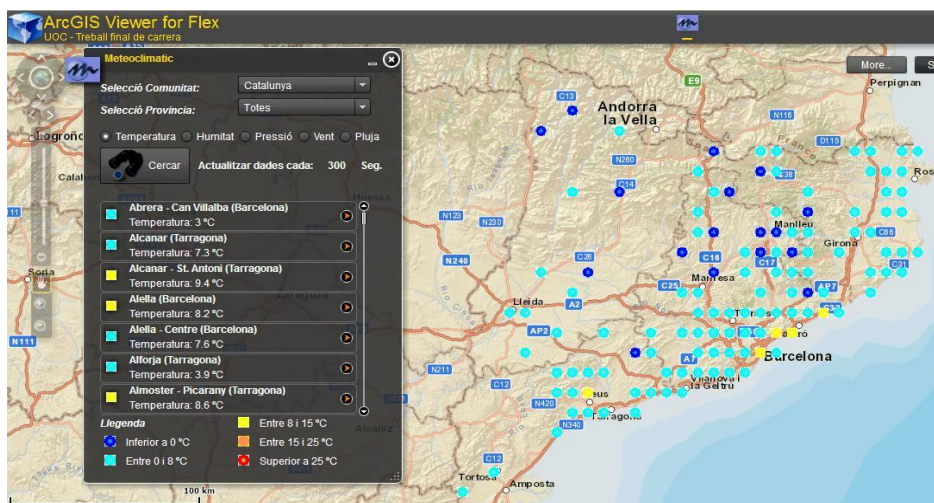 ArcGIS Viewer for Flex
UOC - Treball final de carrera
More...
Meteoclimatic
Selecció Comunitat:
Catalunya
Selecció Provincia:
Totes
Temperatura
Humitat
Pressió
Vent
Pluja
Cercar
Actualitzar dades cada:
300
Seg.
Abrera - Can Villalba (Barcelona)
Temperatura: 3 ºC
Alcanar (Tarragona)
Temperatura: 7.3 ºC
Alcanar - St. Antoni (Tarragona)
Temperatura: 9.4 ºC
Alella (Barcelona)
Temperatura: 8.2 ºC
Alella - Centre (Barcelona)
Temperatura: 7.6 ºC
Alforja (Tarragona)
Temperatura: 3.9 ºC
Almoster - Picarany (Tarragona)
Temperatura: 8.6 ºC
Llegenda
Inferior a 0 ºC
Entre 0 i 8 ºC
Entre 8 i 15 ºC
Entre 15 i 25 ºC
Superior a 25 ºC
100 km
Logroño
Soria
N111
Huesca
Zaragoza
Alcañiz
Andorra
la Vella
Perpignan
E9
C13
N116
D115
N260
C14
N123
N230
Manlleu
Girona
C66
N240
C26
C16
C17
C31
Manresa
C25
AP7
Lleida
A2
AP2
A7
Barcelona
Vilanova i
la Geltrú
N211
C12
N420
N340
Tarragona
C12
Tortosa
Amposta